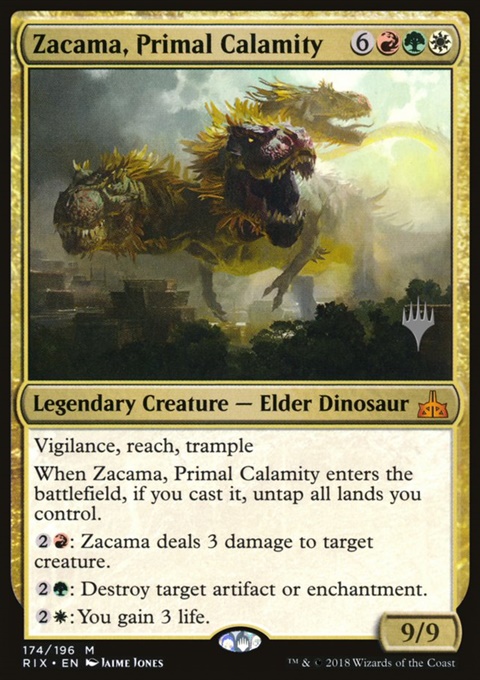 Zacama, Primal Calamity 6
Legendary Creature — Elder Dinosaur
Vigilance, reach, trample
When Zacama, Primal Calamity enters the
battlefield, if you cast it, untap all lands you
control.
2 : Zacama deals 3 damage to target
creature.
2 : Destroy target artifact or enchantment.
2 : You gain 3 life.
9/9
174/196 M
RIX • EN Jaime Jones
™ & © 2018 Wizards of the Coast